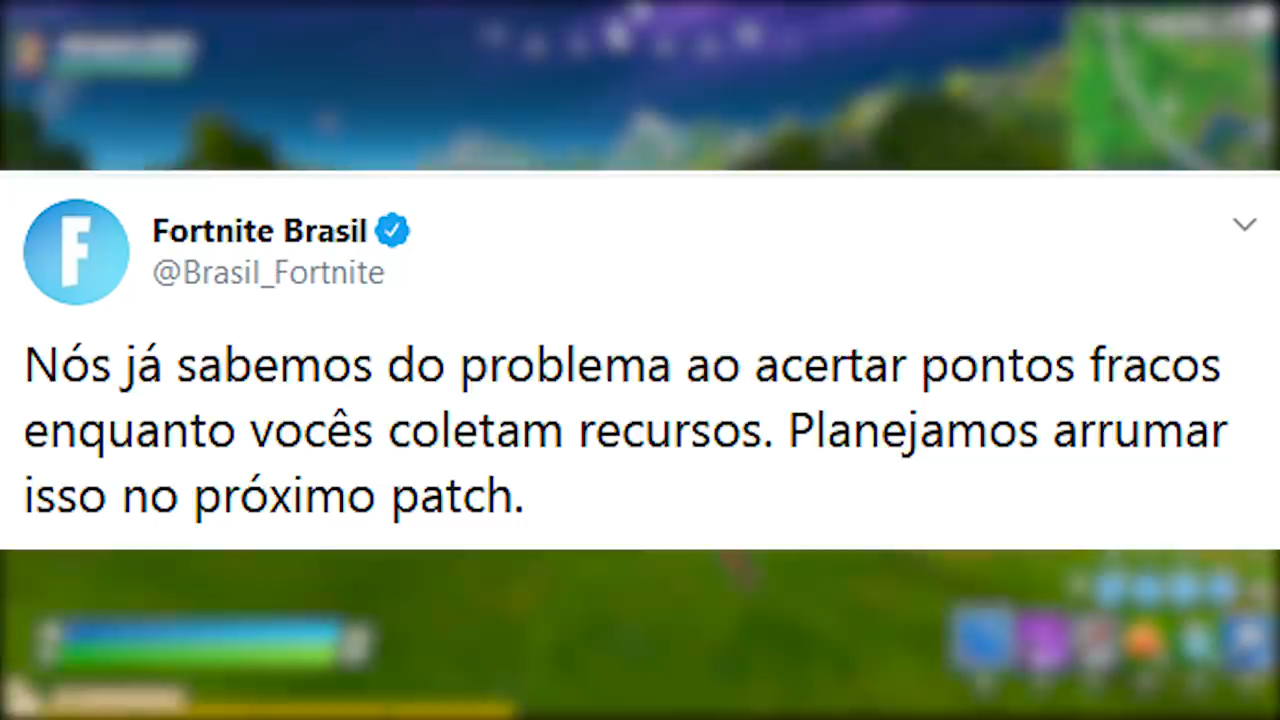 Fortnite Brasil
@Brasil_Fortnite
Nós já sabemos do problema ao acertar pontos fracos
enquanto vocês coletam recursos. Planejamos arrumar
isso no próximo patch.